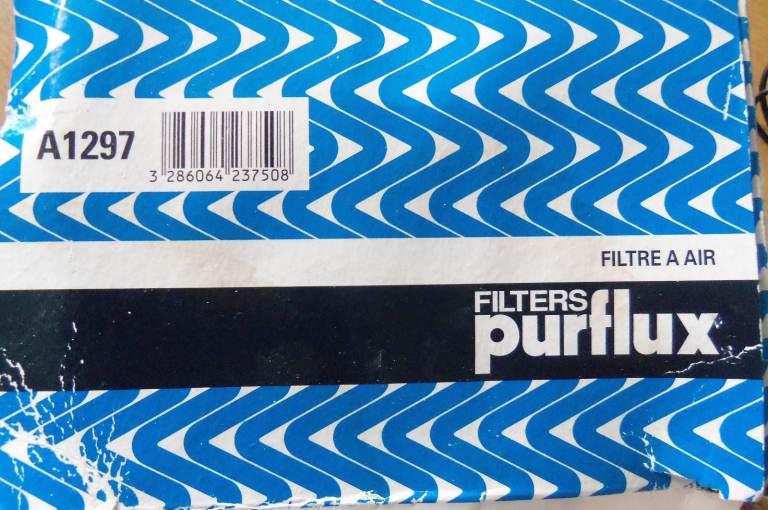 A1297
3 286064 237508
FILTRE A AIR
FILTERS
purflux